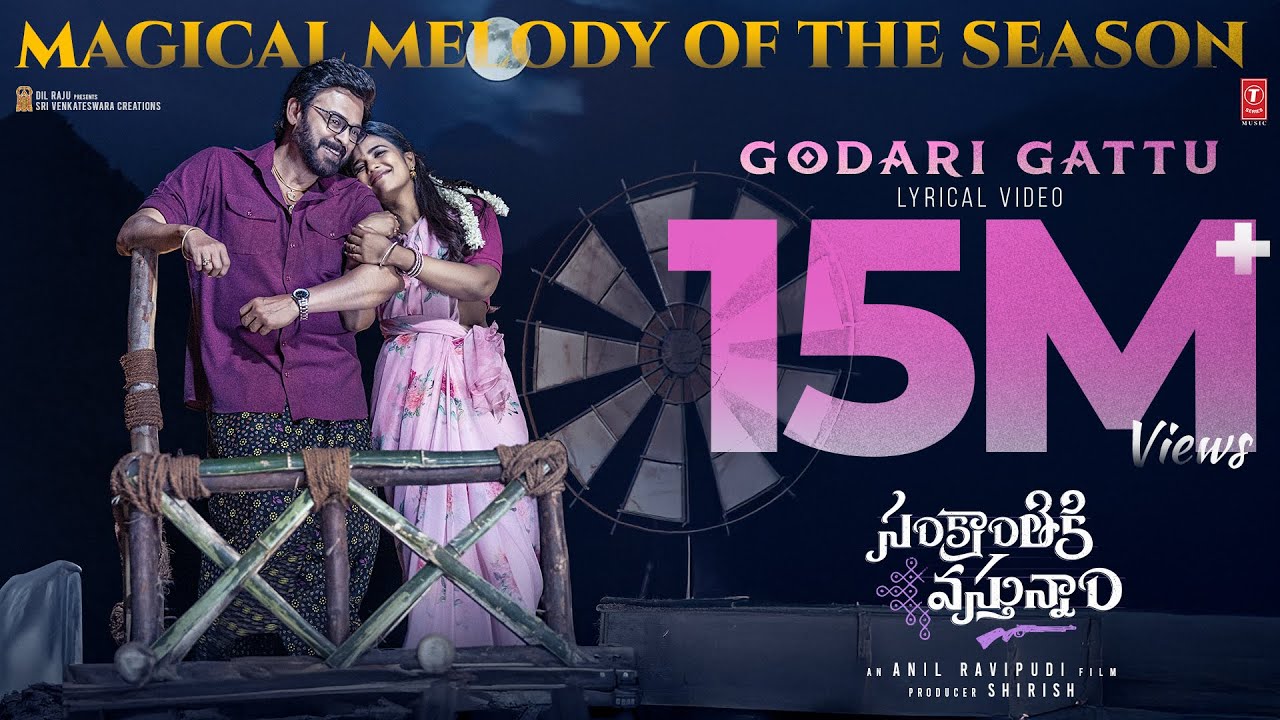 MAGICAL MELODY OF THE SEASON
DIL RAJU PRESENTS
SRI VENKATESWARA CREATIONS
T
SERIES
MUSIC
GODARI GATTU
LYRICAL VIDEO
15M+
Views
సంక్రాంతికి
వస్తున్నాం
AN ANIL RAVIPUDI FILM
PRODUCER SHIRISH